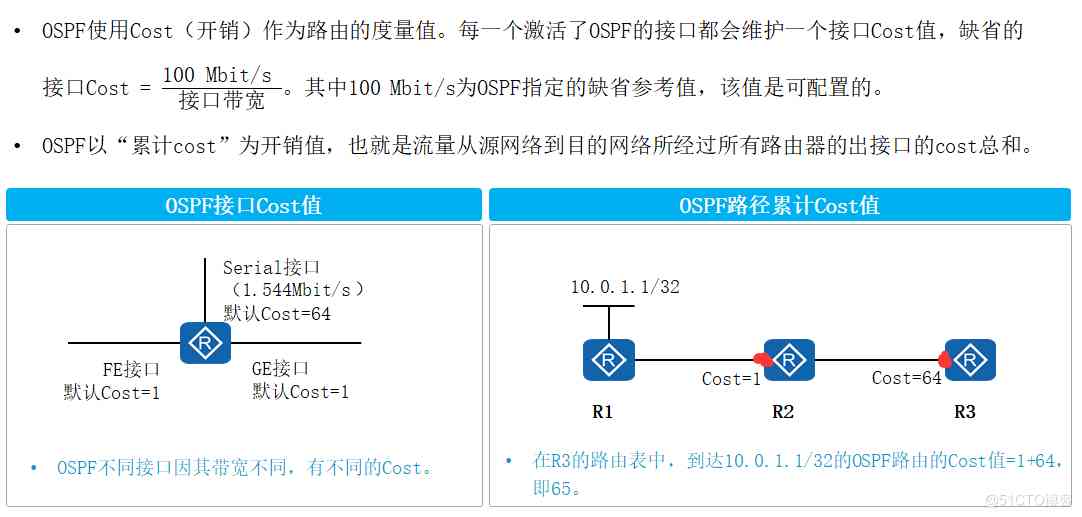 • OSPF使用Cost（开销）作为路由的度量值。每一个激活了OSPF的接口都会维护一个接口Cost值，缺省的
接口Cost = 100 Mbit/s / 接口带宽。其中100 Mbit/s为OSPF指定的缺省参考值，该值是可配置的。
• OSPF以“累计cost”为开销值，也就是流量从源网络到目的网络所经过所有路由器的出接口的cost总和。
OSPF接口Cost值
Serial接口
（1.544Mbit/s）
默认Cost=64
R
FE接口
默认Cost=1
GE接口
默认Cost=1
• OSPF不同接口因其带宽不同，有不同的Cost。
OSPF路径累计Cost值
10.0.1.1/32
R
R
R
Cost=1
Cost=64
R1
R2
R3
• 在R3的路由表中，到达10.0.1.1/32的OSPF路由的Cost值=1+64，
即65。
@51CTO博客